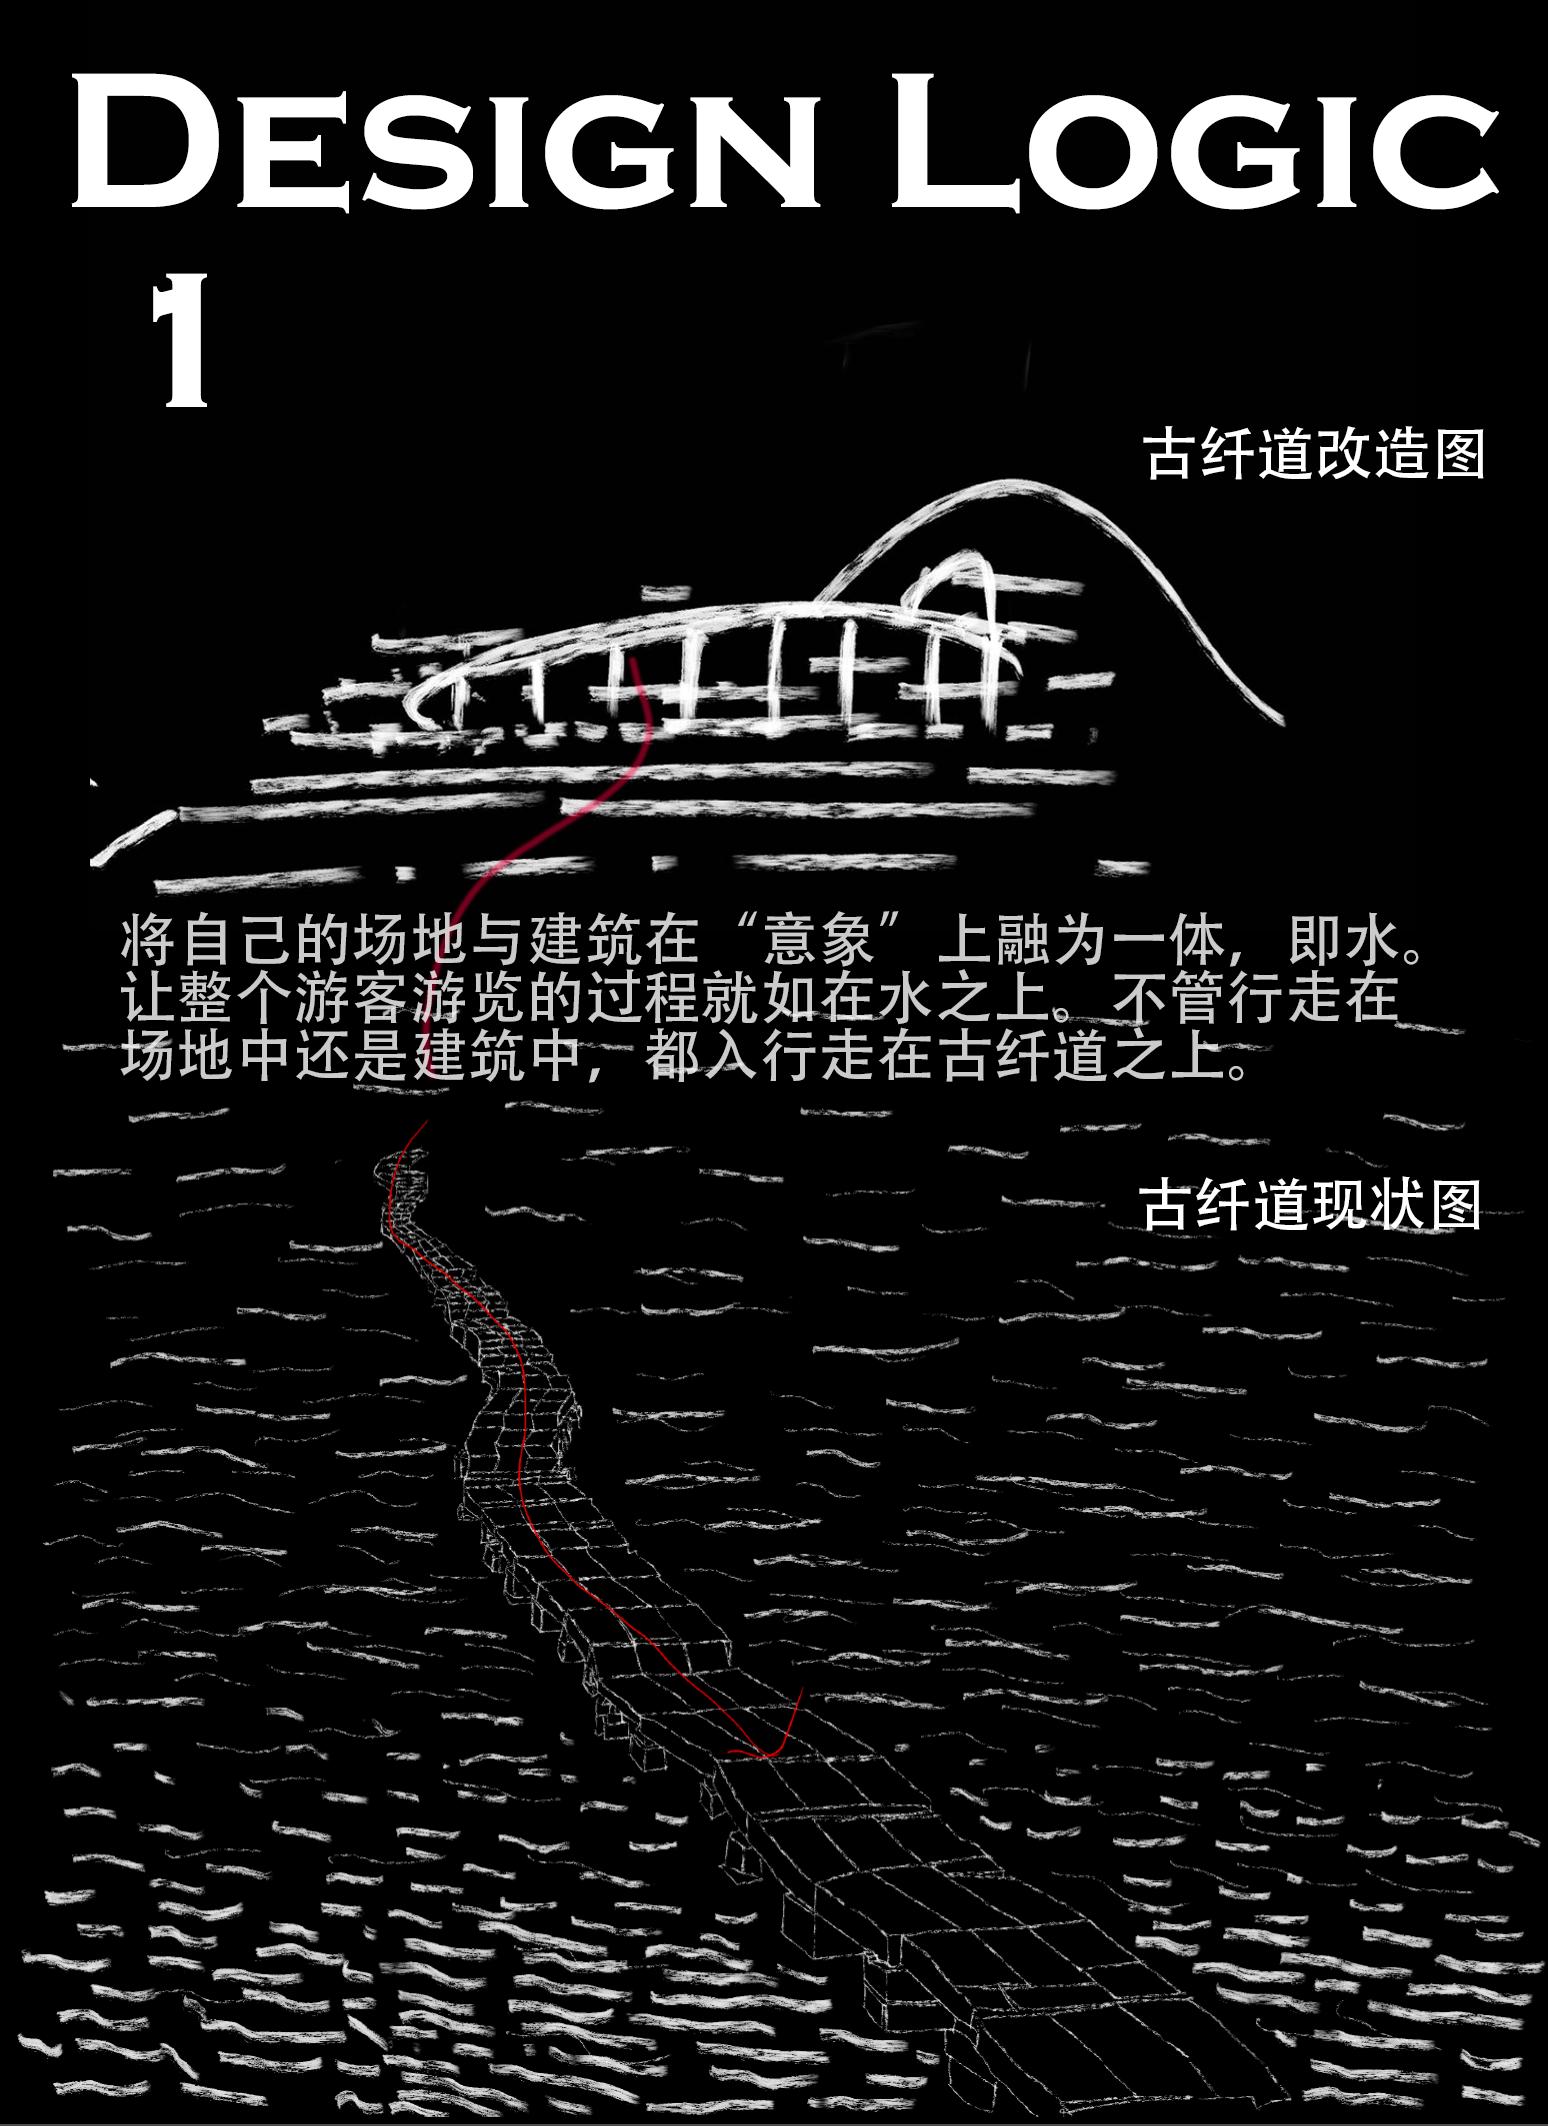 DESIGN LOGIC
1
古纤道改造图
将自己的场地与建筑在“意象”上融为一体，即水。
让整个游客游览的过程就如在水之上。不管行走在
场地中还是建筑中，都入行走在古纤道之上。
古纤道现状图